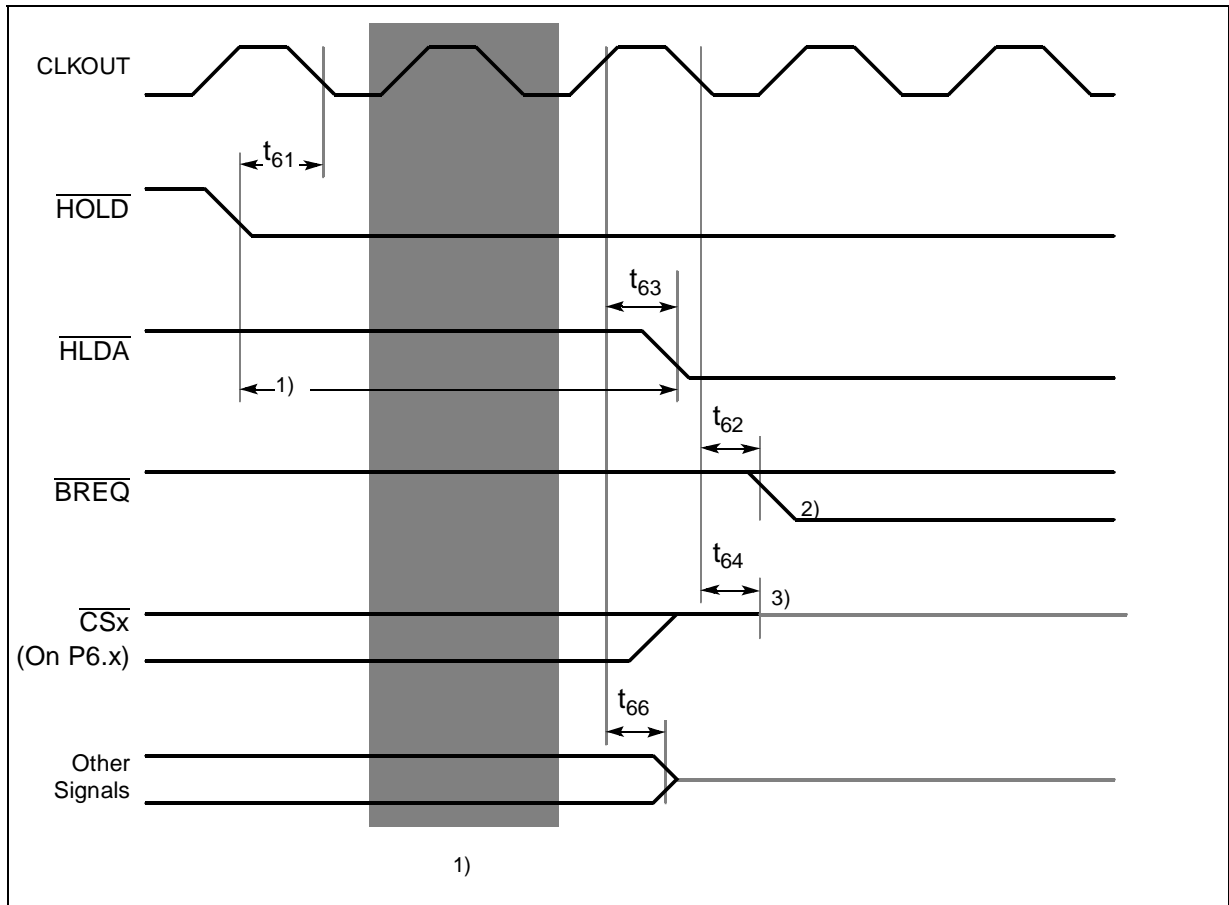 CLKOUT
t61
HOLD
t63
HLDA
1)
t62
BREQ
2)
t64
3)
CSx
(On P6.x)
t66
Other
Signals
1)